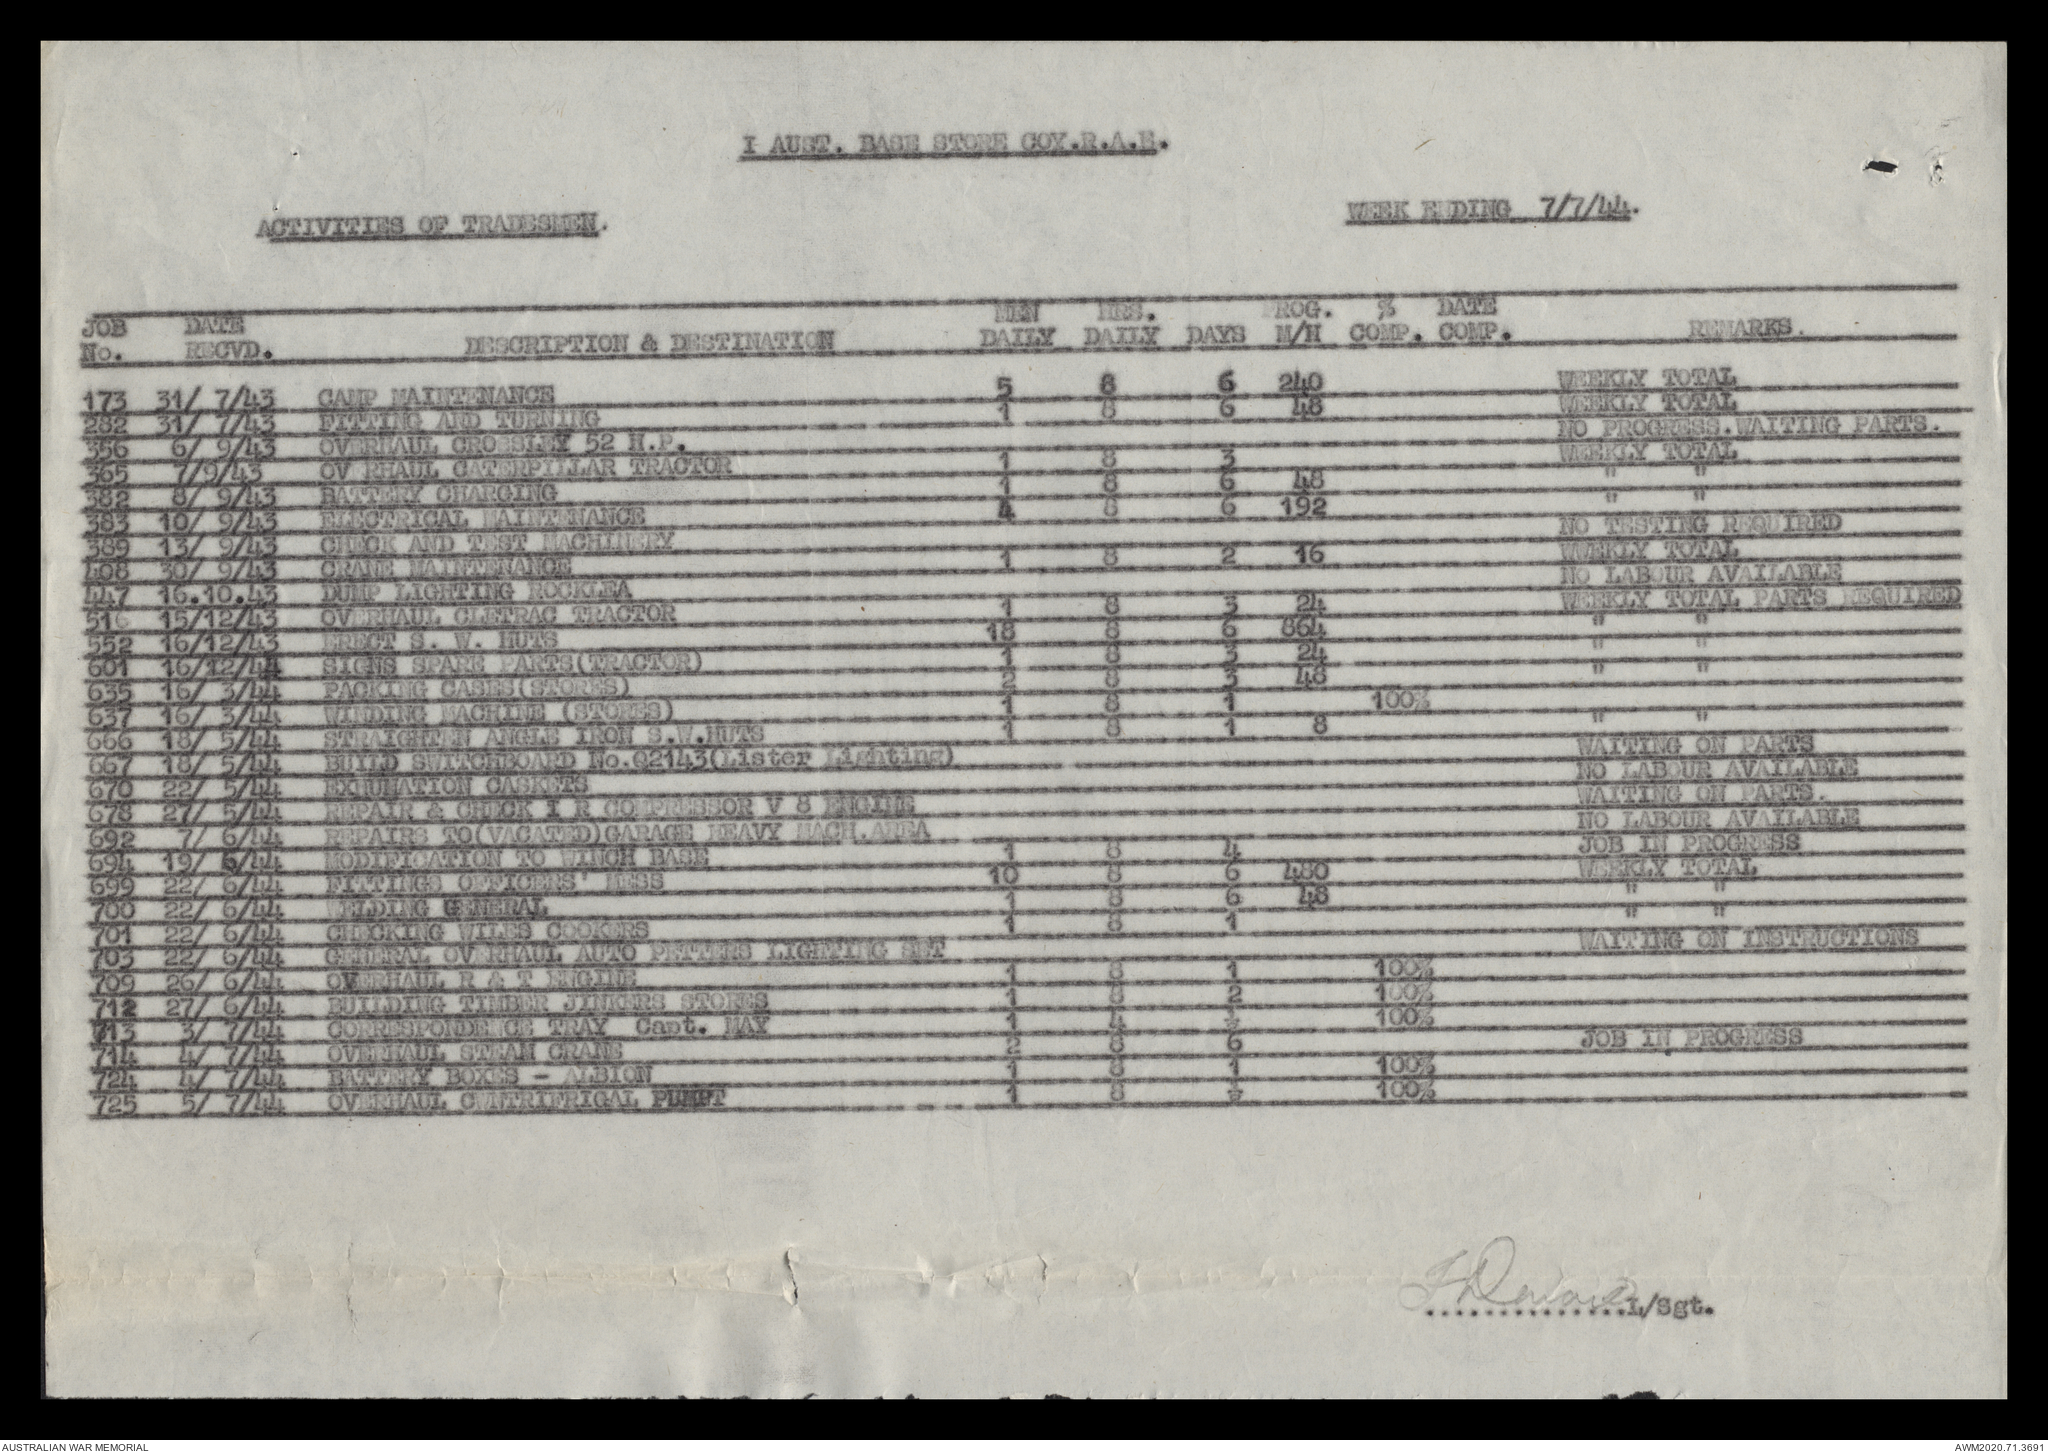 I AUST. BASE STORE COY.R.A.E.
ACTIVITIES OF TRADESMEN. WEEK ENDING 7/7/44.
JOB DATE MEN HRS. PROG. % DATE
No. RECVD. DESCRIPTION & DESTINATION DAILY DAILY DAYS M/H COMP. COMP. REMARKS.
173 31/ 7/43 CAMP MAINTENANCE 5 8 6 240 WEEKLY TOTAL
282 31/ 7/43 FITTING AND TURNING 1 8 6 48 WEEKLY TOTAL
356 6/ 9/43 OVERHAUL CROSSLEY 52 H.P. NO PROGRESS.WAITING PARTS.
365 7/9/43 OV RHAUL CATERPILLAR TRACTOR 1 8 3 WEEKLY TOTAL
382 8/ 9/43 BATTERY CHARGING 1 8 6 48 " "
383 10/ 9/43 ELECTRICAL MAINTENANCE 4 8 6 192 " "
389 13/ 9/43 CHECK AND TEST MACHINERY NO TESTING REQUIRED
408 30/ 9/43 CRANE MAINTENANCE 1 8 2 16 WEEKLY TOTAL
447 16.10.43 DUMP LIGHTING ROCKLEA NO LABOUR AVAILABLE
516 15/12/43 OVERHAUL CLETRAC TRACTOR 1 8 3 24 WEEKLY TOTAL PARTS REQUIRED
552 16/12/43 ERECT S. W. HUTS 18 8 6 864 " "
601 16/12/44 SIGNS SPARE PARTS(TRACTOR) 1 8 3 24 " "
635 16/ 3/44 PACKING CASES(STORES) 2 8 3 48 " "
637 16/ 3/44 WINDING MACHINE (STORES) 1 8 1 100%
666 18/ 5/44 STRAIGHTEN ANGLE IRON S.W.HUTS 1 8 1 8 " "
667 18/ 5/44 BUILD SWITCHBOARD No.Q2143(Lister Lighting) WAITING ON PARTS
670 22/ 5/44 EXHUMATION CASKETS NO LABOUR AVAILABLE
678 27/ 5/44 REPAIR & CHECK I R COMPRESSOR V 8 ENGINE WAITING ON PARTS.
692 7/ 6/44 REPAIRS TO(VACATED)GARAGE HEAVY MACH.AREA NO LABOUR AVAILABLE
694 19/ 6/44 MODIFICATION TO WINCH BASE 1 8 4 JOB IN PROGRESS
699 22/ 6/44 FITTINGS OFFICERS' MESS 10 8 6 480 WEEKLY TOTAL
700 22/ 6/44 WELDING GENERAL 1 8 6 48 " "
701 22/ 6/44 CHECKING WILES COOKERS 1 8 1 " "
703 22/ 6/44 GENERAL OVERHAUL AUTO PETTERS LIGHTING SET WAITING ON INSTRUCTIONS
709 26/ 6/44 OVERHAUL R & T ENGINE 1 8 1 100%
712 27/ 6/44 BUILDING TIMBER JINKERS STORES 1 8 2 100%
713 3/ 7/44 CORRESPONDENCE TRAY Capt. MAY 1 4 ½ 100%
714 4/ 7/44 OVERHAUL STEAM CRANE 2 8 6 JOB IN PROGRESS
724 4/ 7/44 BATTERY BOXES - ALBION 1 8 1 100%
725 5/ 7/44 OVERHAUL CWNTRIFRIGAL PUMPT 1 8 ½ 100%
L/Sgt.
AUSTRALIAN WAR MEMORIAL AWM2020.71.3691